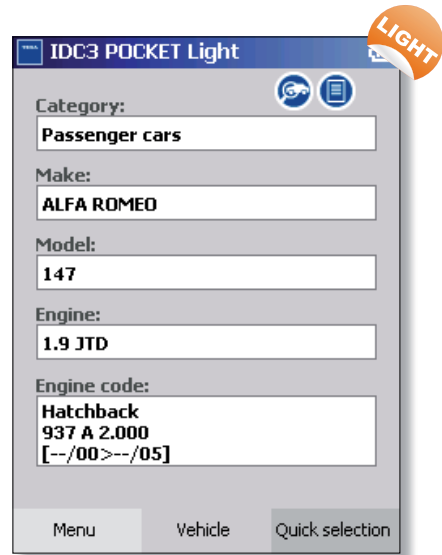 LIGHT
TEXA
IDC3 POCKET Light
Category:
Passenger cars
Make:
ALFA ROMEO
Model:
147
Engine:
1.9 JTD
Engine code:
Hatchback
937 A 2.000
[--/00>--/05]
Menu Vehicle Quick selection